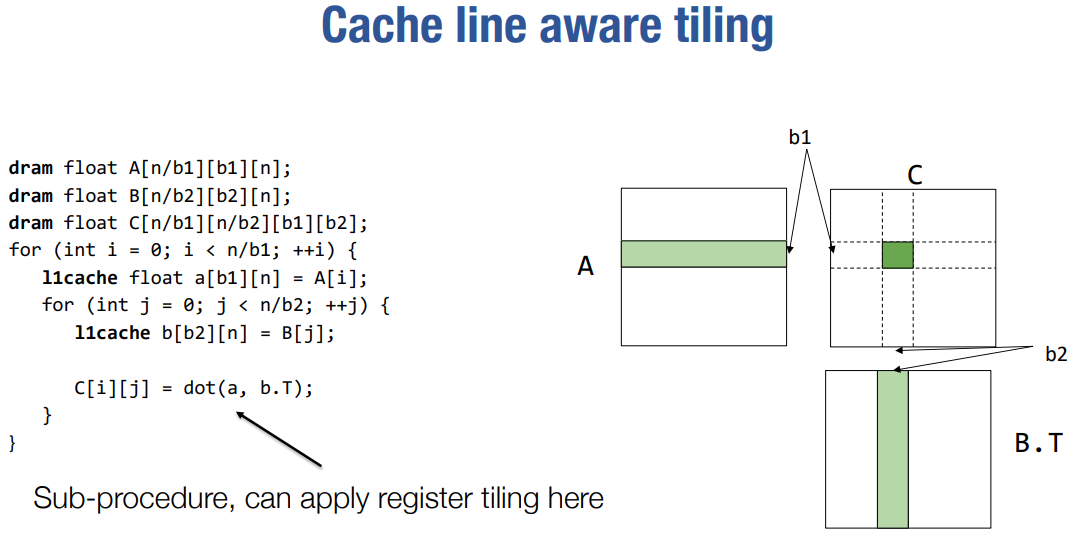 Cache line aware tiling
dram float A[n/b1][b1][n];
dram float B[n/b2][b2][n];
dram float C[n/b1][n/b2][b1][b2];
for (int i = 0; i < n/b1; ++i) {
l1cache float a[b1][n] = A[i];
for (int j = 0; j < n/b2; ++j) {
l1cache b[b2][n] = B[j];
C[i][j] = dot(a, b.T);
}
}
Sub-procedure, can apply register tiling here
b1
C
A
b2
B.T